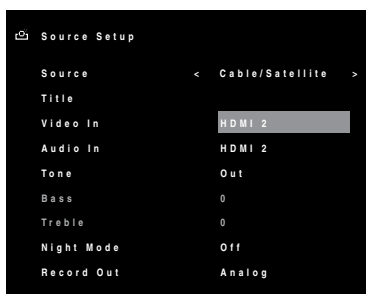 Source Setup
Source < Cable/Satellite >
Title
Video In HDMI 2
Audio In HDMI 2
Tone Out
Bass 0
Treble 0
Night Mode Off
Record Out Analog